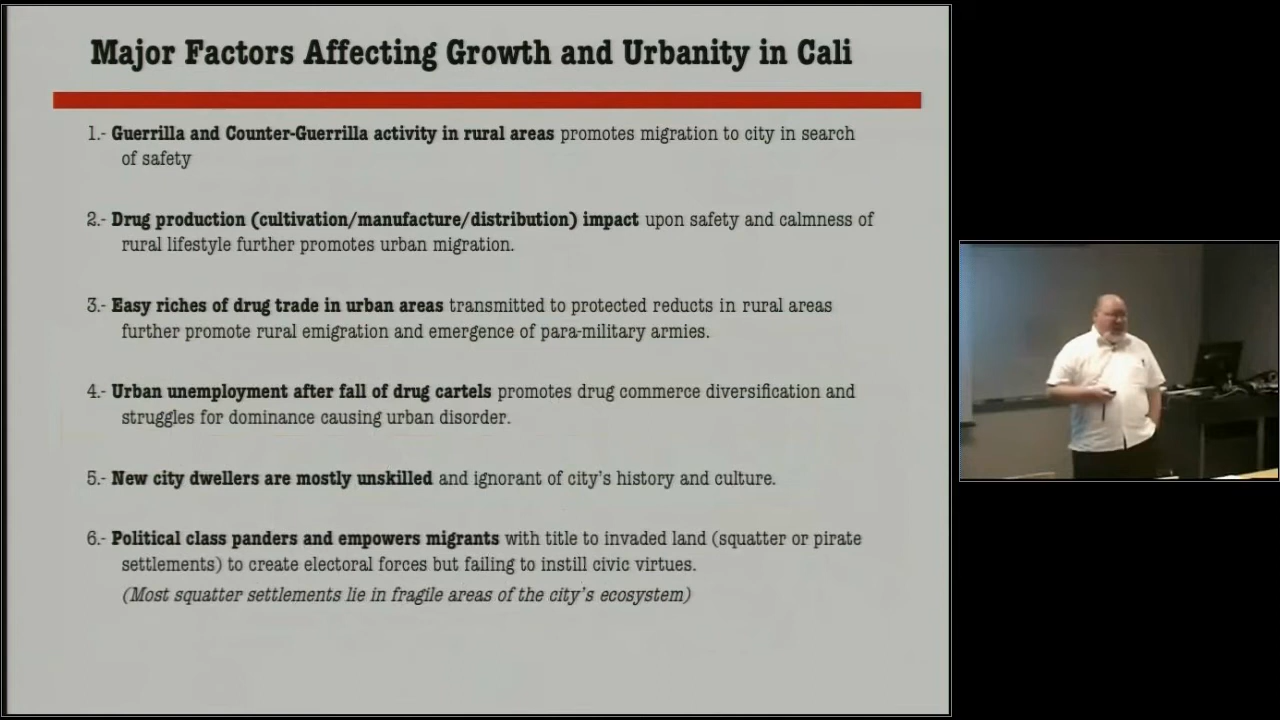 Major Factors Affecting Growth and Urbanity in Cali
1.- Guerrilla and Counter-Guerrilla activity in rural areas promotes migration to city in search
of safety
2.- Drug production (cultivation/manufacture/distribution) impact upon safety and calmness of
rural lifestyle further promotes urban migration.
3.- Easy riches of drug trade in urban areas transmitted to protected reducts in rural areas
further promote rural emigration and emergence of para-military armies.
4.- Urban unemployment after fall of drug cartels promotes drug commerce diversification and
struggles for dominance causing urban disorder.
5.- New city dwellers are mostly unskilled and ignorant of city's history and culture.
6.- Political class panders and empowers migrants with title to invaded land (squatter or pirate
settlements) to create electoral forces but failing to instill civic virtues.
(Most squatter settlements lie in fragile areas of the city's ecosystem)